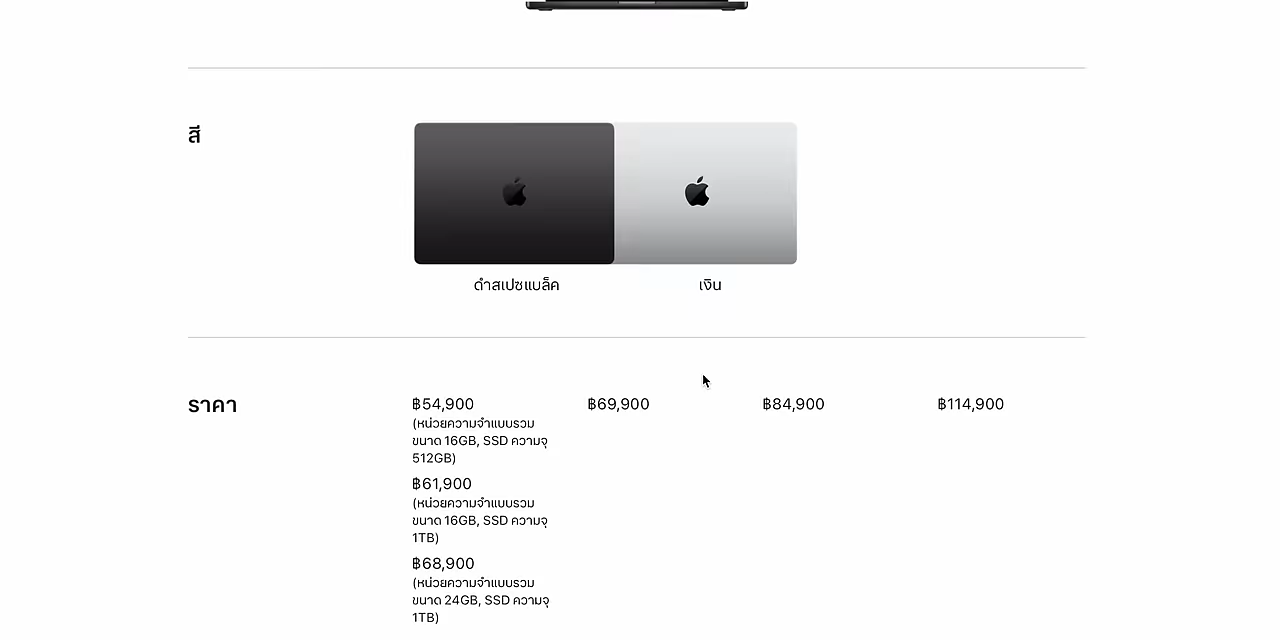 สี
ดำสเปซแบล็ค
เงิน
ราคา
฿54,900
(หน่วยความจำแบบรวม
ขนาด 16GB, SSD ความจุ
512GB)
฿61,900
(หน่วยความจำแบบรวม
ขนาด 16GB, SSD ความจุ
1TB)
฿68,900
(หน่วยความจำแบบรวม
ขนาด 24GB, SSD ความจุ
1TB)
฿69,900
฿84,900
฿114,900